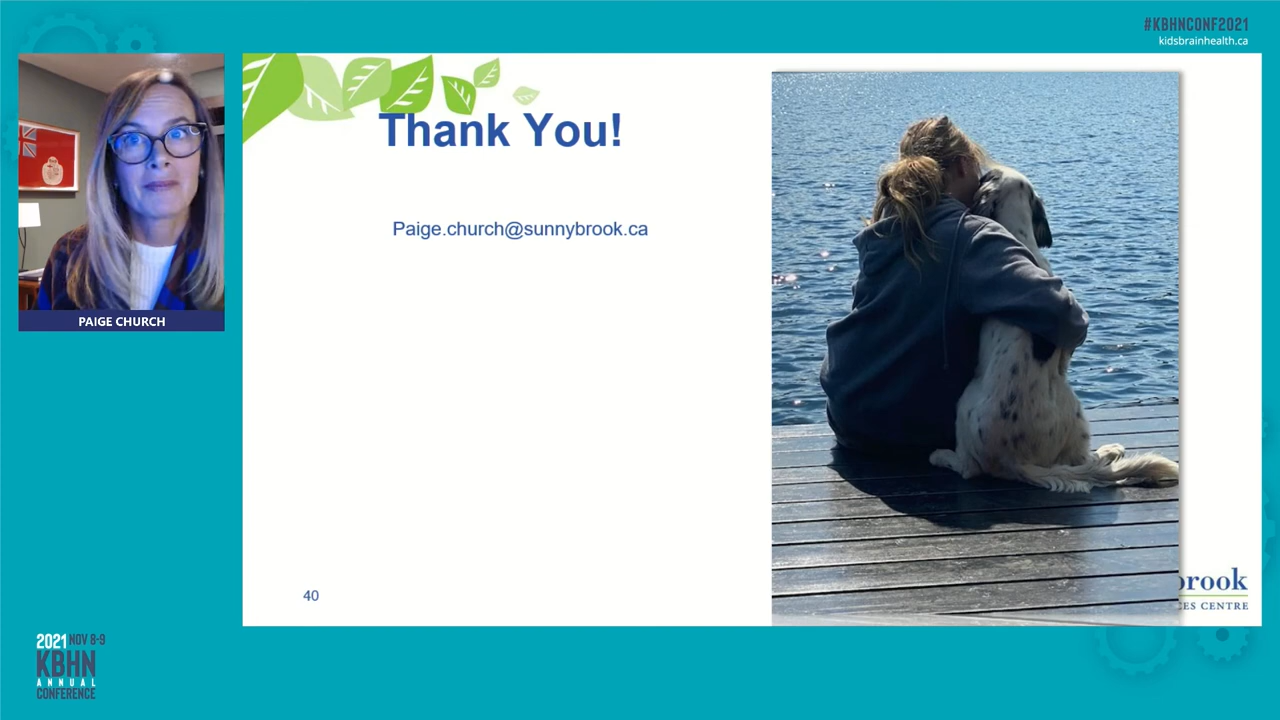 #KBHNCONF2021
kidsbrainhealth.ca
Thank You!
Paige.church@sunnybrook.ca
PAIGE CHURCH
40
brook
CES CENTRE
2021 NOV 8-9
KBHN
ANNUAL
CONFERENCE